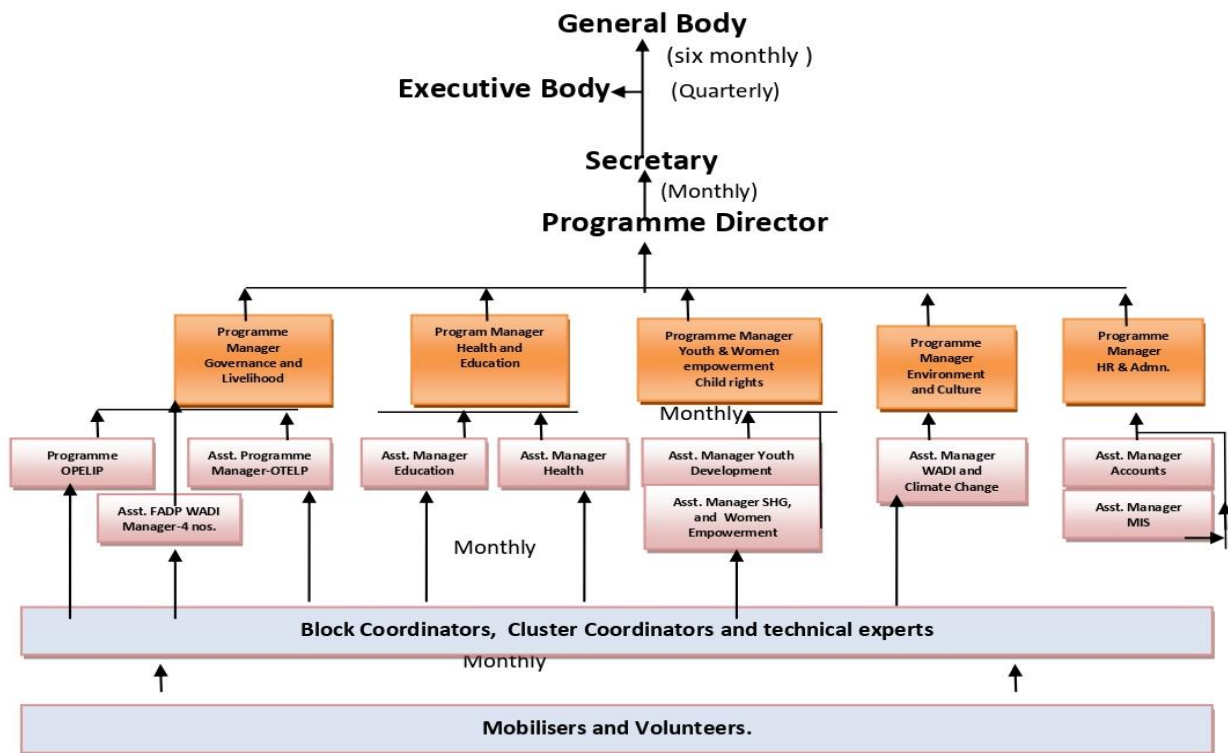 General Body
(six monthly )
Executive Body
(Quarterly)
Secretary
(Monthly)
Programme Director
Programme
Manager
Governance and
Livelihood
Program Manager
Health and
Education
Programme Manager
Youth & Women
empowerment
Child rights
Programme
Manager
Environment
and Culture
Programme
Manager
HR & Admn.
Monthly
Programme
OPELIP
Asst. Programme
Manager-OTELP
Asst. FADP WADI
Manager-4 nos.
Asst. Manager
Education
Asst. Manager
Health
Asst. Manager Youth
Development
Asst. Manager SHG,
and Women
Empowerment
Asst. Manager
WADI and
Climate Change
Asst. Manager
Accounts
Asst. Manager
MIS
Monthly
Block Coordinators, Cluster Coordinators and technical experts
Monthly
Mobilisers and Volunteers.